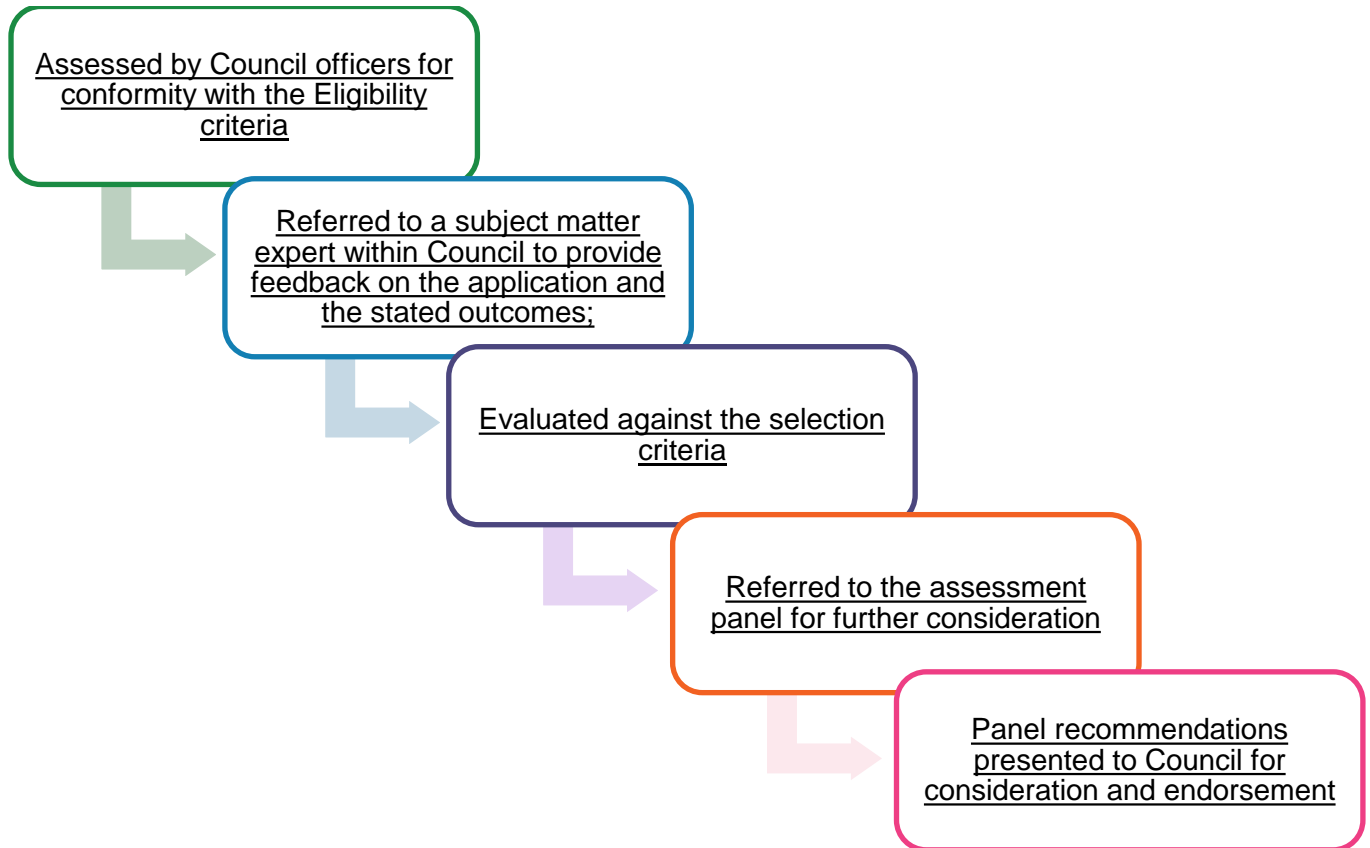 Assessed by Council officers for
conformity with the Eligibility
criteria
Referred to a subject matter
expert within Council to provide
feedback on the application and
the stated outcomes;
Evaluated against the selection
criteria
Referred to the assessment
panel for further consideration
Panel recommendations
presented to Council for
consideration and endorsement